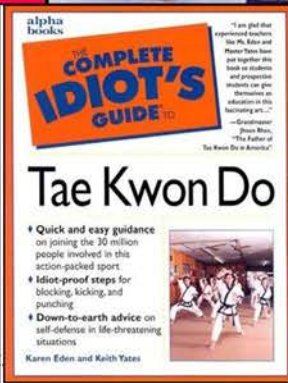 alpha
books
THE
COMPLETE
IDIOT'S
GUIDE TO
"I am glad that
experienced teachers
like Ms. Eden and
Master Yates have
put together this
book so students
and prospective
students can give
themselves an
education in this
fascinating art..."
—Grandmaster
Jhoon Rhee,
"The Father of
Tae Kwon Do in America"
Tae Kwon Do
Quick and easy guidance
on joining the 30 million
people involved in this
action-packed sport
Idiot-proof steps for
blocking, kicking, and
punching
Down-to-earth advice on
self-defense in life-threatening
situations
Karen Eden and Keith Yates